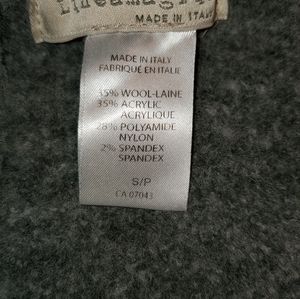 MADE IN ITALY
MADE IN ITALY
FABRIQUÉ EN ITALIE
35% WOOL-LAINE
35% ACRYLIC
ACRYLIQUE
28% POLYAMIDE
NYLON
2% SPANDEX
SPANDEX
S/P
CA 07043